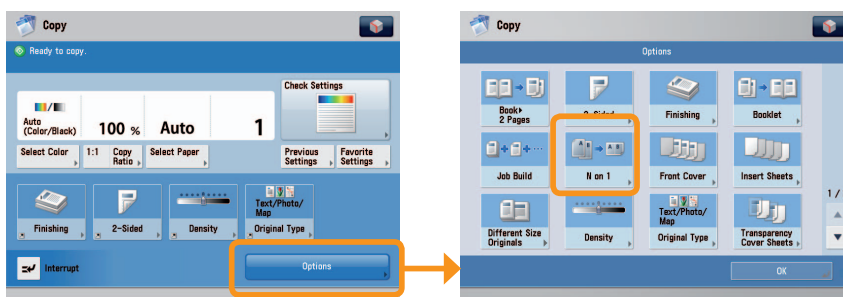 Copy
Ready to copy.
Check Settings
Auto
(Color/Black)
100 %
Auto
1
Select Color
1:1 Copy
Ratio
Select Paper
Previous
Settings
Favorite
Settings
Finishing
2-Sided
Density
Text/Photo/
Map
Original Type
Interrupt
Options
Copy
Options
Book
2 Pages
2-Sided
Finishing
Booklet
Job Build
N on 1
Front Cover
Insert Sheets
1/
Different Size
Originals
Density
Text/Photo/
Map
Original Type
Transparency
Cover Sheets
OK